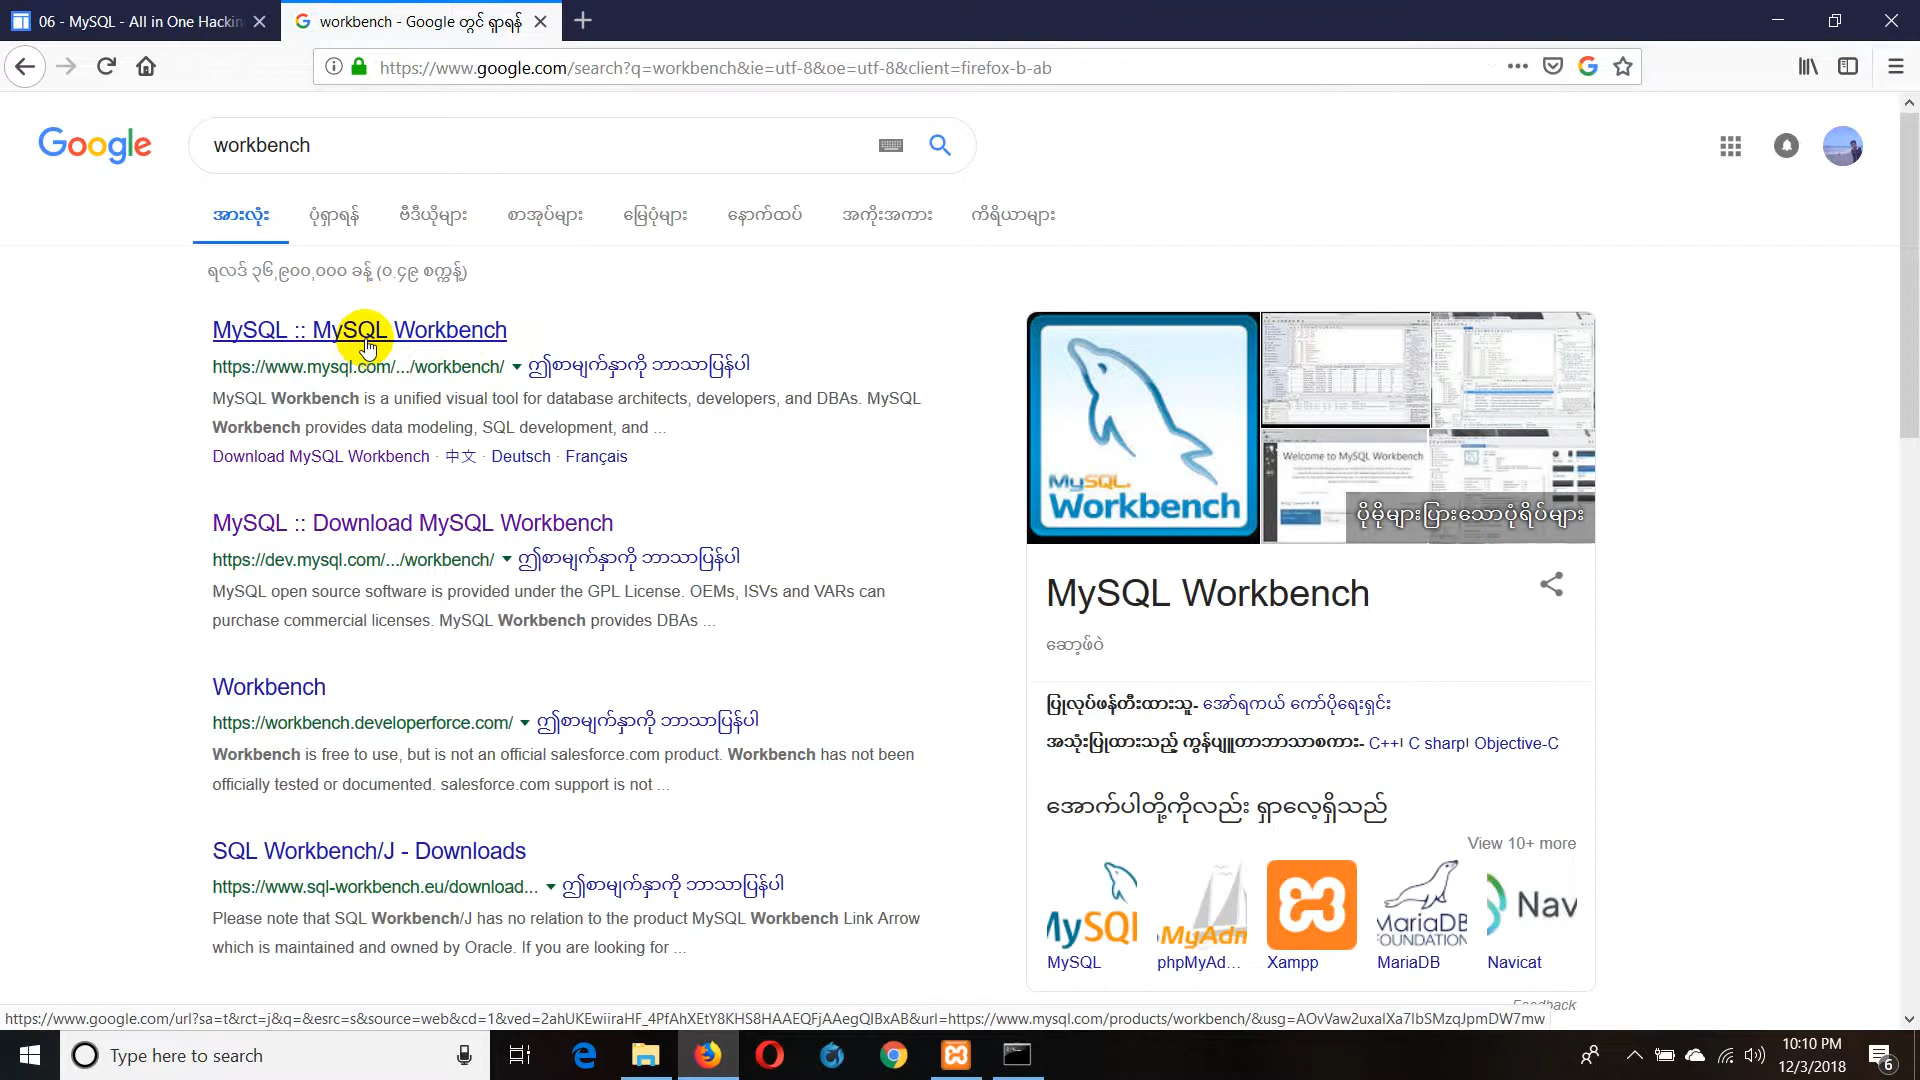 06 - MySQL - All in One Hackin
workbench - Google တွင် ရှာရန်
https://www.google.com/search?q=workbench&ie=utf-8&oe=utf-8&client=firefox-b-ab
Google
workbench
အားလုံး ပုံရှာရန် ဗီဒီယိုများ စာအုပ်များ မြေပုံများ နောက်ထပ် အကိုးအကား ကိရိယာများ
ရလဒ် ၃၆,၉၀၀,၀၀၀ ခန့် (၀.၄၉ စက္ကန့်)
MySQL :: MySQL Workbench
https://www.mysql.com/.../workbench/ ဤစာမျက်နှာကို ဘာသာပြန်ပါ
MySQL Workbench is a unified visual tool for database architects, developers, and DBAs. MySQL
Workbench provides data modeling, SQL development, and ...
Download MySQL Workbench · 中文 · Deutsch · Français
MySQL :: Download MySQL Workbench
https://dev.mysql.com/.../workbench/ ဤစာမျက်နှာကို ဘာသာပြန်ပါ
MySQL open source software is provided under the GPL License. OEMs, ISVs and VARs can
purchase commercial licenses. MySQL Workbench provides DBAs ...
Workbench
https://workbench.developerforce.com/ ဤစာမျက်နှာကို ဘာသာပြန်ပါ
Workbench is free to use, but is not an official salesforce.com product. Workbench has not been
officially tested or documented. salesforce.com support is not ...
SQL Workbench/J - Downloads
https://www.sql-workbench.eu/download... ဤစာမျက်နှာကို ဘာသာပြန်ပါ
Please note that SQL Workbench/J has no relation to the product MySQL Workbench Link Arrow
which is maintained and owned by Oracle. If you are looking for ...
MySQL
Workbench
Welcome to MySQL Workbench
ပိုမိုများပြားသောပုံရိပ်များ
MySQL Workbench
ဆော့ဖ်ဝဲ
ပြုလုပ်ဖန်တီးထားသူ- အော်ရကယ် ကော်ပိုရေးရှင်း
အသုံးပြုထားသည့် ကွန်ပျူတာဘာသာစကား- C++၊ C sharp၊ Objective-C
အောက်ပါတို့ကိုလည်း ရှာလေ့ရှိသည်
View 10+ more
MySQL phpMyAd... Xampp MariaDB Navicat
Feedback
https://www.google.com/url?sa=t&rct=j&q=&esrc=s&source=web&cd=1&ved=2ahUKEwiiraHF_4PfAhXEtY8KHS8HAAEQFjAAegQIBxAB&url=https://www.mysql.com/products/workbench/&usg=AOvVaw2uxalXa7lbSMzqJpmDW7mw
Type here to search
10:10 PM
12/3/2018
6